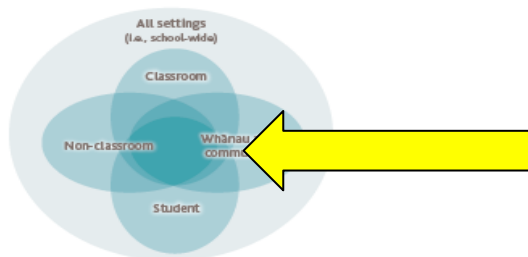 All settings
(i.e., school-wide)
Classroom
Non-classroom
Whānau
Student